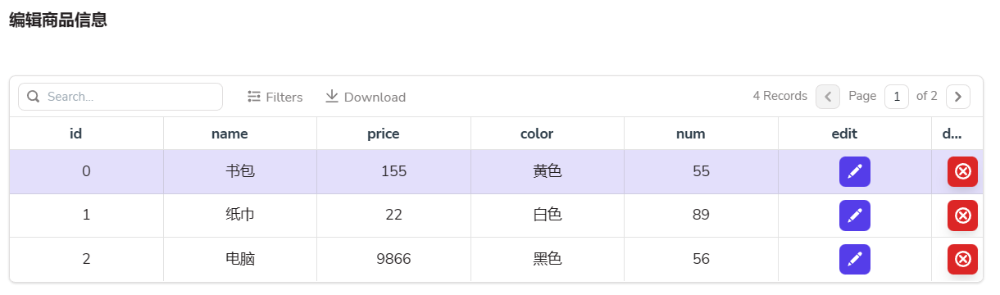 编辑商品信息
Search... Filters Download 4 Records Page 1 of 2
id name price color num edit d...
0 书包 155 黄色 55
1 纸巾 22 白色 89
2 电脑 9866 黑色 56